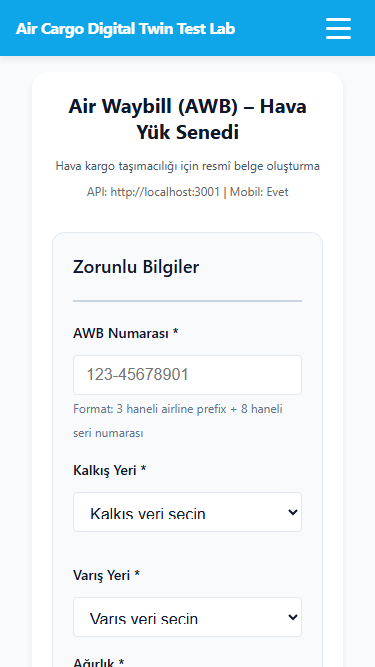 Air Cargo Digital Twin Test Lab
Air Waybill (AWB) – Hava
Yük Senedi
Hava kargo taşımacılığı için resmî belge oluşturma
API: http://localhost:3001 | Mobil: Evet
Zorunlu Bilgiler
AWB Numarası *
123-45678901
Format: 3 haneli airline prefix + 8 haneli
seri numarası
Kalkış Yeri *
Kalkış yeri seçin
Varış Yeri *
Varış yeri seçin
Ağırlık *